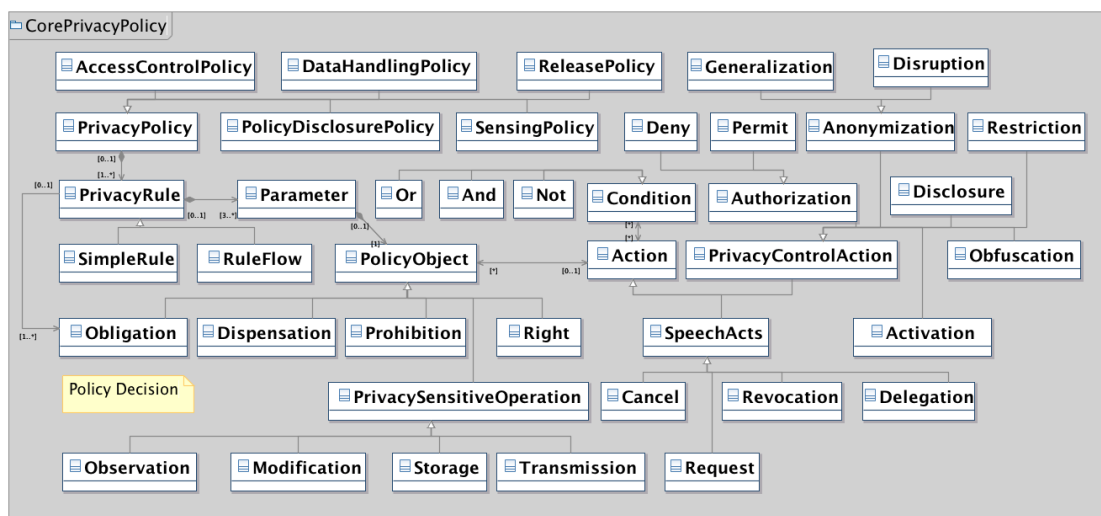 CorePrivacyPolicy
AccessControlPolicy
DataHandlingPolicy
ReleasePolicy
Generalization
Disruption
PrivacyPolicy
PolicyDisclosurePolicy
SensingPolicy
Deny
Permit
Anonymization
Restriction
[0..1]
[1..*]
[0..1]
PrivacyRule
Parameter
Or
And
Not
Condition
Authorization
Disclosure
[0..1]
[3..*]
[0..1]
[*]
[*]
[1]
SimpleRule
RuleFlow
PolicyObject
[*]
[0..1]
Action
PrivacyControlAction
Obfuscation
[1..*]
Obligation
Dispensation
Prohibition
Right
SpeechActs
Activation
Policy Decision
PrivacySensitiveOperation
Cancel
Revocation
Delegation
Observation
Modification
Storage
Transmission
Request